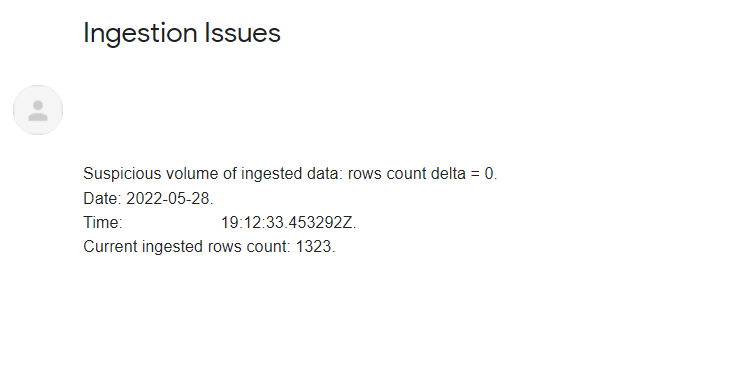 Ingestion Issues
Suspicious volume of ingested data: rows count delta = 0.
Date: 2022-05-28.
Time: 19:12:33.453292Z.
Current ingested rows count: 1323.